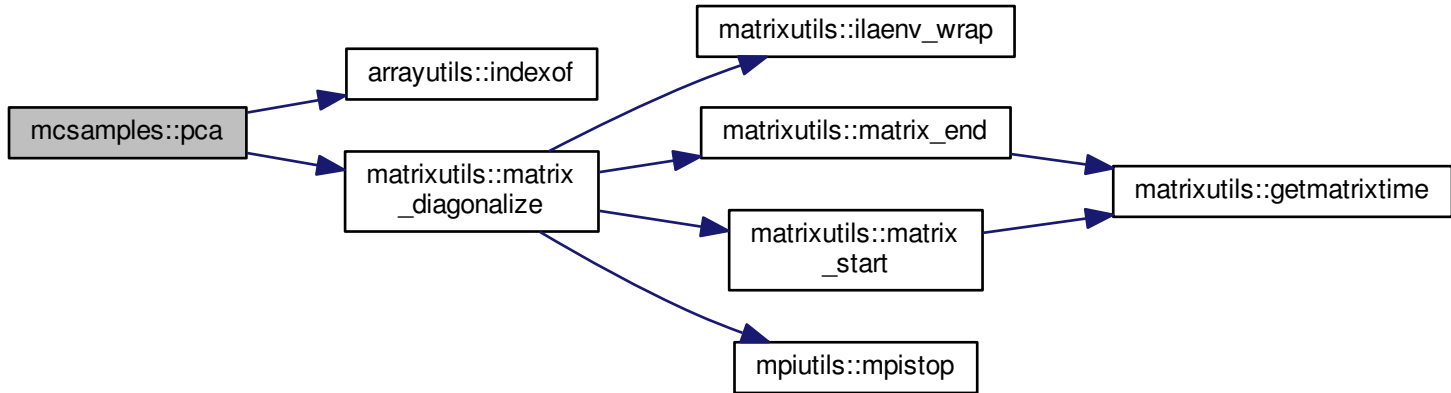 mcsamples::pca
arrayutils::indexof
matrixutils::matrix
_diagonalize
matrixutils::ilaenv_wrap
matrixutils::matrix_end
matrixutils::matrix
_start
mpiutils::mpistop
matrixutils::getmatrixtime